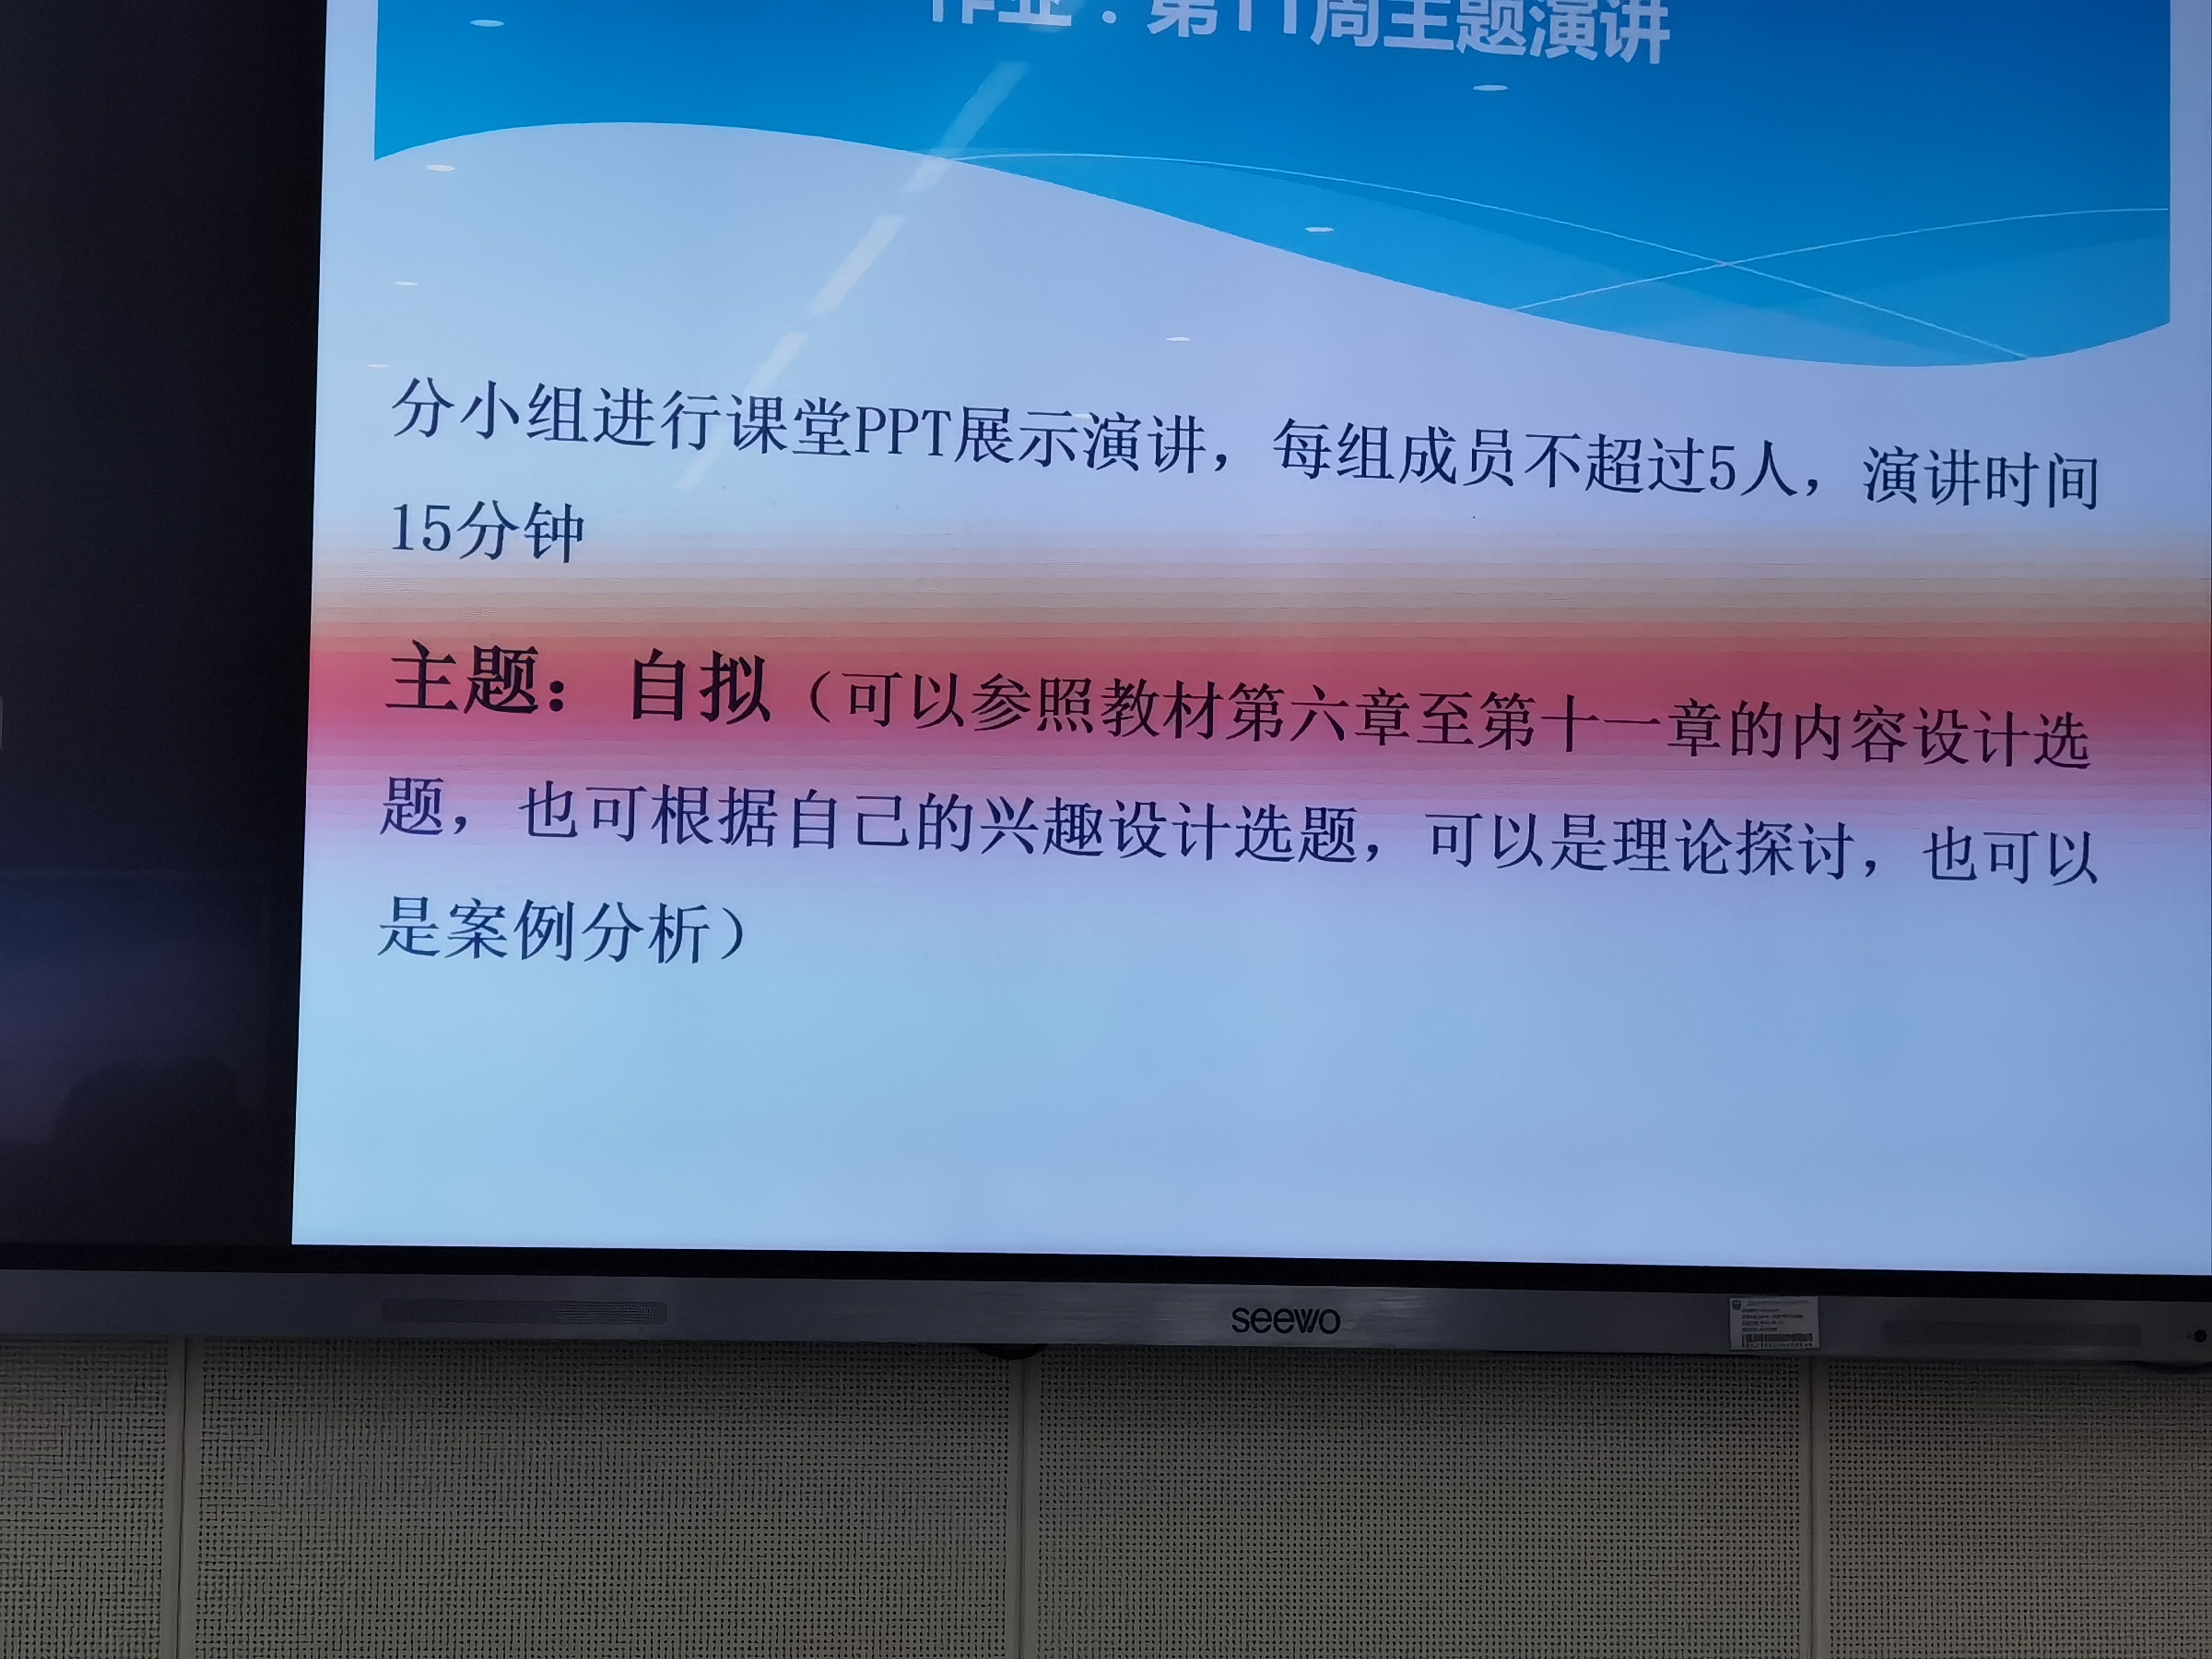 作业：第11周主题演讲
分小组进行课堂PPT展示演讲，每组成员不超过5人，演讲时间
15分钟
主题：自拟（可以参照教材第六章至第十一章的内容设计选
题，也可根据自己的兴趣设计选题，可以是理论探讨，也可以
是案例分析）
seewo